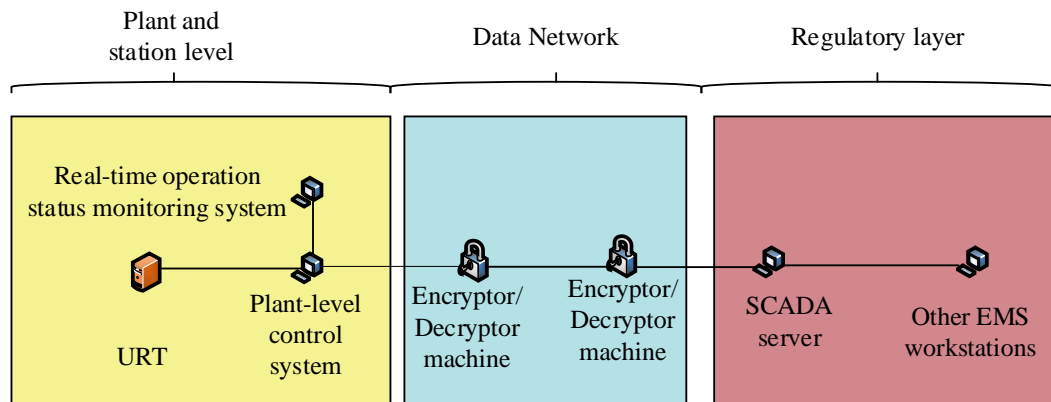 Plant and
station level
Data Network
Regulatory layer
Real-time operation
status monitoring system
URT
Plant-level
control
system
Encryptor/
Decryptor
machine
Encryptor/
Decryptor
machine
SCADA
server
Other EMS
workstations